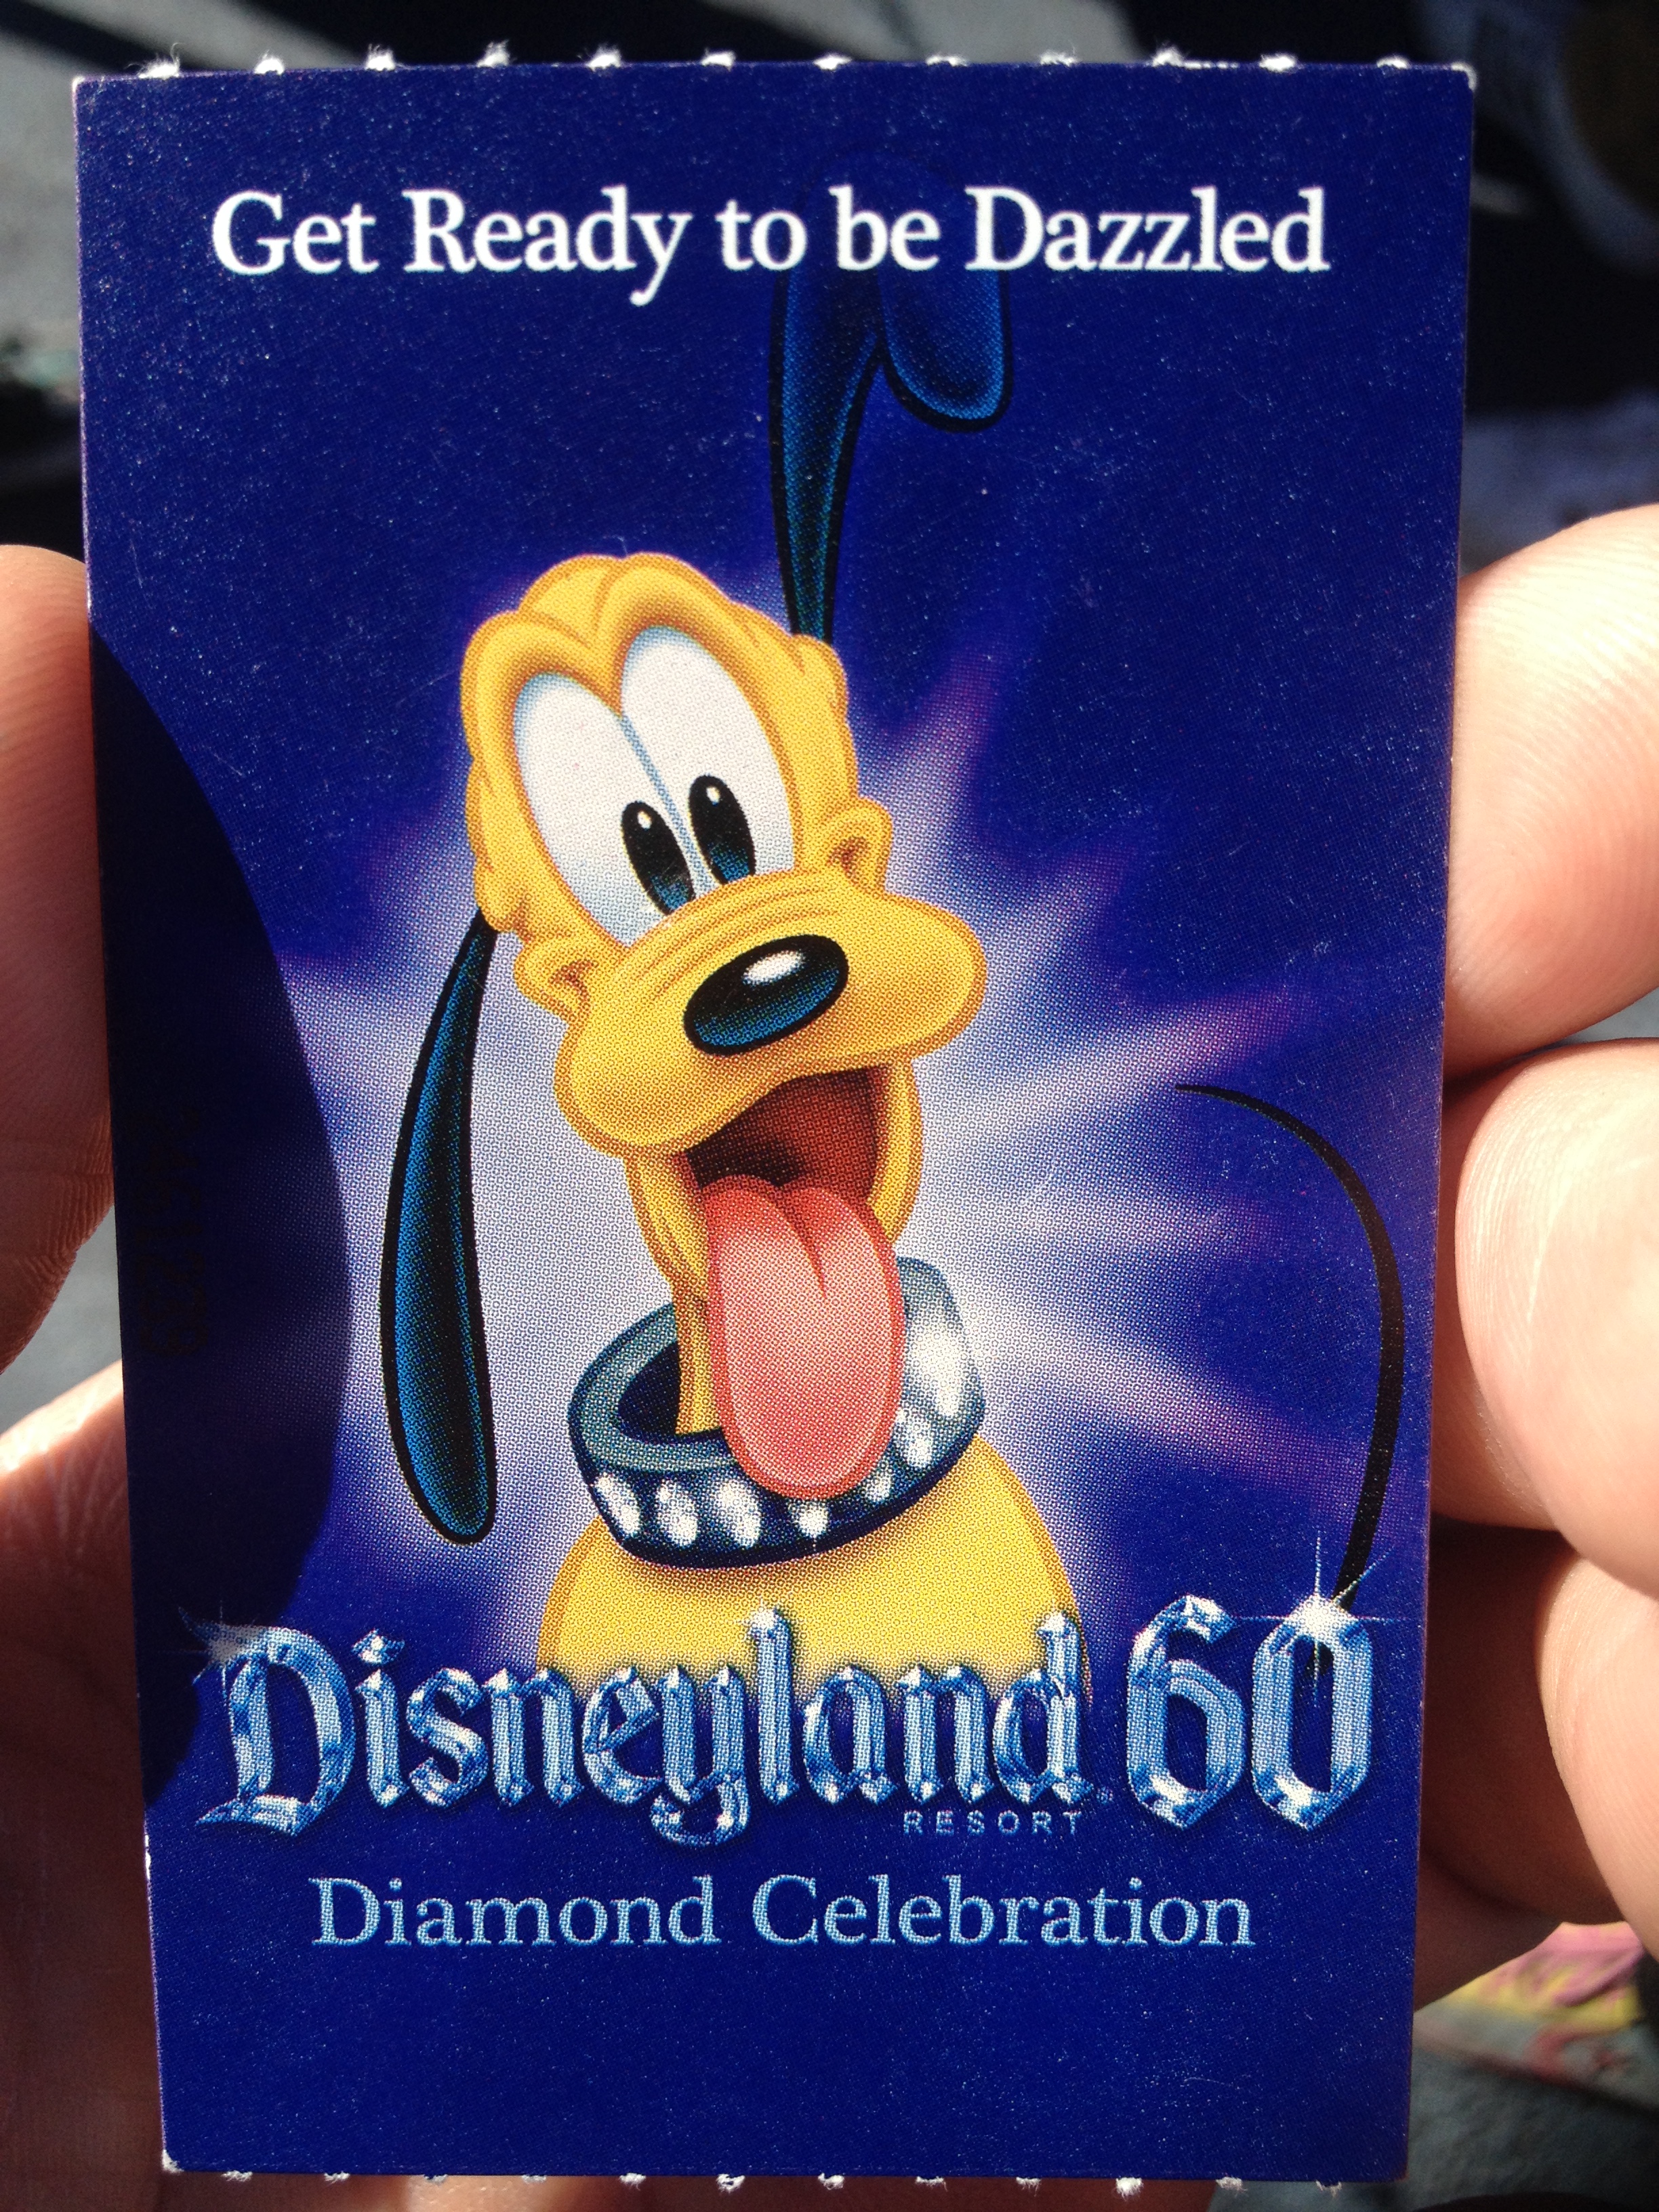 Get Ready to be Dazzled
Disneyland 60
RESORT
Diamond Celebration